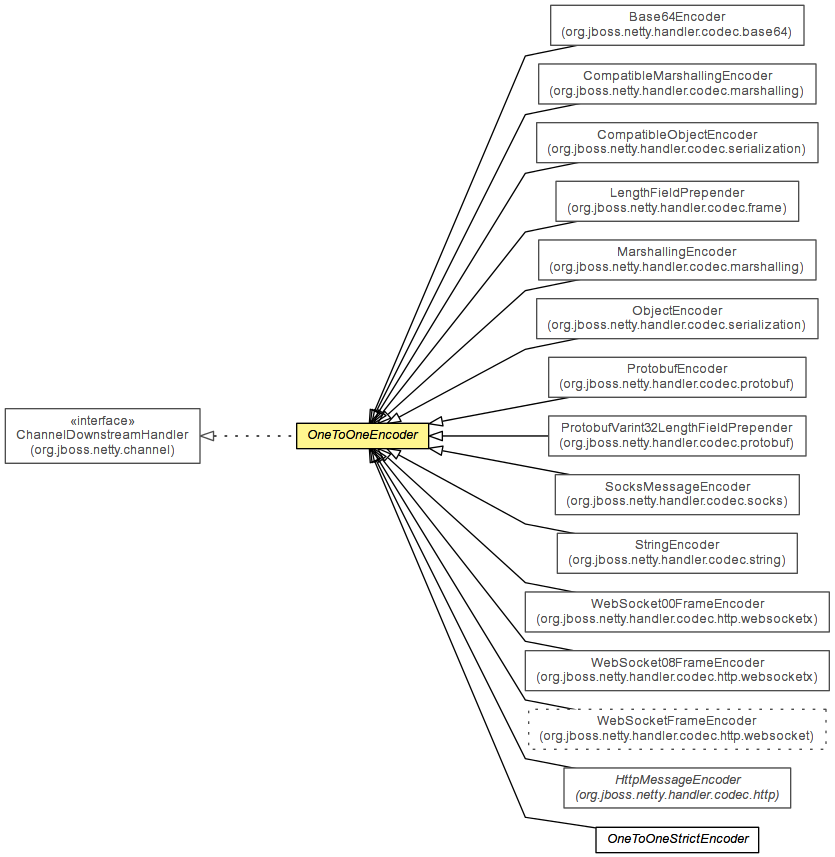 Base64Encoder
(org.jboss.netty.handler.codec.base64)
CompatibleMarshallingEncoder
(org.jboss.netty.handler.codec.marshalling)
CompatibleObjectEncoder
(org.jboss.netty.handler.codec.serialization)
LengthFieldPrepender
(org.jboss.netty.handler.codec.frame)
MarshallingEncoder
(org.jboss.netty.handler.codec.marshalling)
ObjectEncoder
(org.jboss.netty.handler.codec.serialization)
ProtobufEncoder
(org.jboss.netty.handler.codec.protobuf)
«interface»
ChannelDownstreamHandler
(org.jboss.netty.channel)
OneToOneEncoder
ProtobufVarint32LengthFieldPrepender
(org.jboss.netty.handler.codec.protobuf)
SocksMessageEncoder
(org.jboss.netty.handler.codec.socks)
StringEncoder
(org.jboss.netty.handler.codec.string)
WebSocket00FrameEncoder
(org.jboss.netty.handler.codec.http.websocketx)
WebSocket08FrameEncoder
(org.jboss.netty.handler.codec.http.websocketx)
WebSocketFrameEncoder
(org.jboss.netty.handler.codec.http.websocket)
HttpMessageEncoder
(org.jboss.netty.handler.codec.http)
OneToOneStrictEncoder